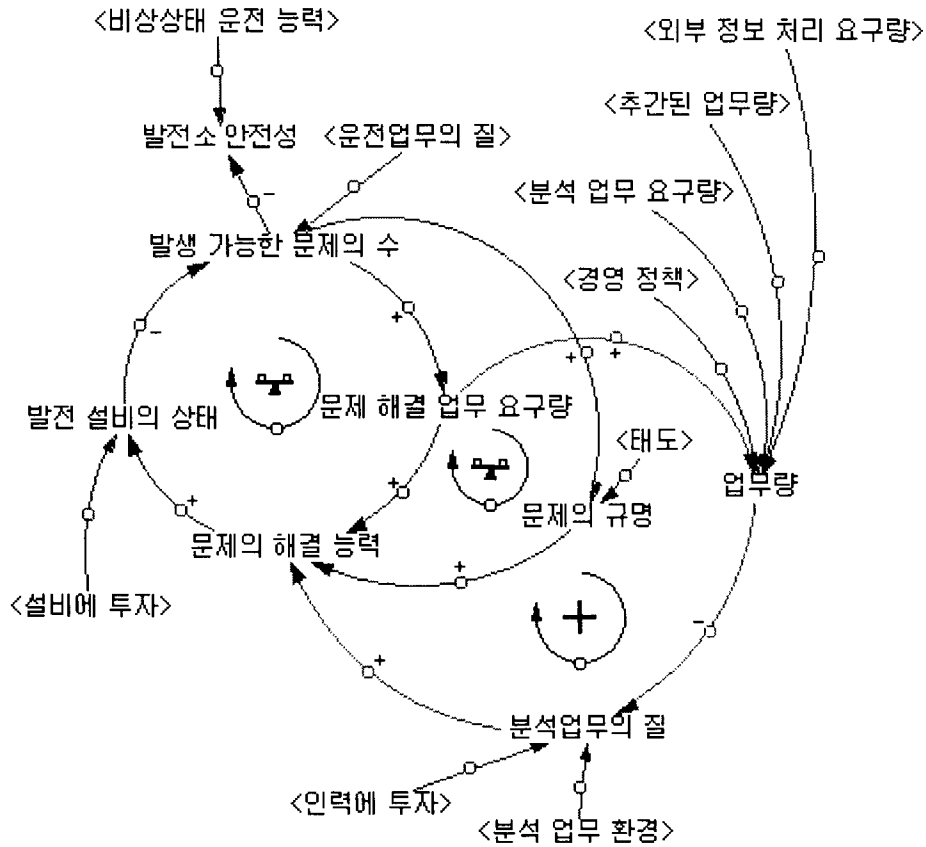 <비상상태 운전 능력>
<외부 정보 처리 요구량>
<추간된 업무량>
발전소 안전성
<운전업무의 질>
<분석 업무 요구량>
−
발생 가능한 문제의 수
<경영 정책>
+
−
+
+
발전 설비의 상태
문제 해결 업무 요구량
<태도>
+
+
업무량
문제의 규명
문제의 해결 능력
+
<설비에 투자>
+
−
+
분석업무의 질
<인력에 투자>
<분석 업무 환경>